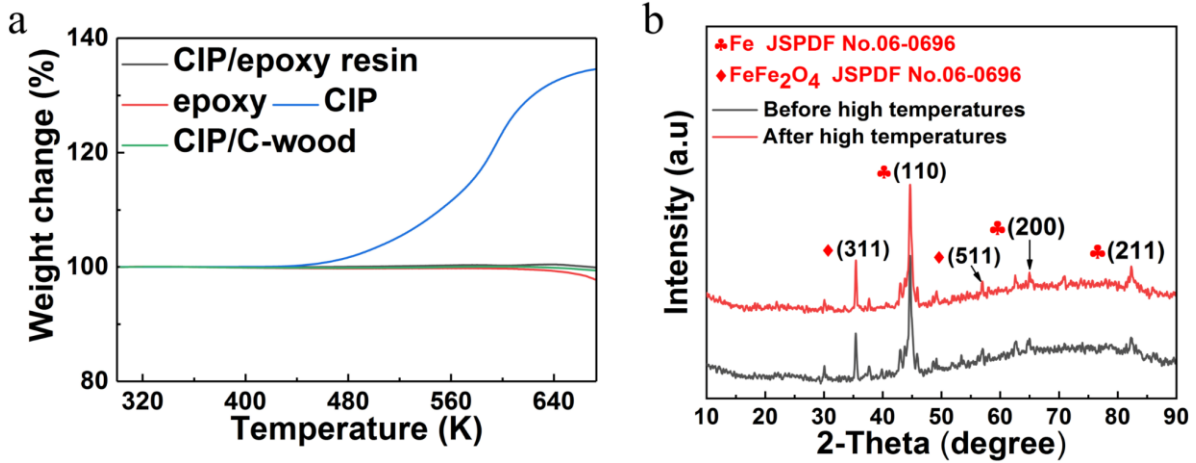 a
140
120
100
80
Weight change (%)
CIP/epoxy resin
epoxy CIP
CIP/C-wood
320 400 480 560 640
Temperature (K)
b
♣Fe JSPDF No.06-0696
♦FeFe2O4 JSPDF No.06-0696
Before high temperatures
After high temperatures
♣(110)
♦(311)
♦(511)
♣(200)
♣(211)
Intensity (a.u)
10 20 30 40 50 60 70 80 90
2-Theta (degree)